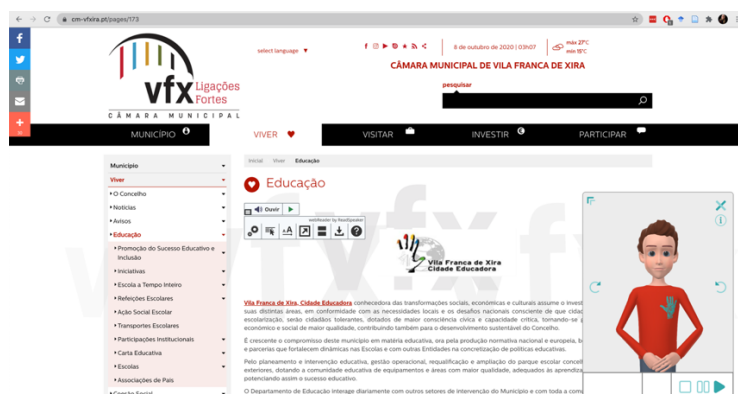 cm-vfxira.pt/pages/173
select language ▼
8 de outubro de 2020 | 03h07
máx 27ºC
min 15ºC
CÂMARA MUNICIPAL DE VILA FRANCA DE XIRA
vfx Ligações
Fortes
CÂMARA MUNICIPAL
pesquisar
MUNICÍPIO
VIVER
VISITAR
INVESTIR
PARTICIPAR
Município
Viver
O Concelho
Notícias
Avisos
Educação
Promoção do Sucesso Educativo e
Inclusão
Iniciativas
Escola a Tempo Inteiro
Refeições Escolares
Ação Social Escolar
Transportes Escolares
Participações Institucionais
Carta Educativa
Escolas
Associações de Pais
Coesão Social
Inicial Viver Educação
Educação
Ouvir
webReader by ReadSpeaker
Vila Franca de Xira
Cidade Educadora
Vila Franca de Xira, Cidade Educadora conhecedora das transformações sociais, económicas e culturais assume o invest
suas distintas áreas, em conformidade com as necessidades locais e os desafios nacionais consciente de que cidad
escolarização, serão cidadãos tolerantes, dotados de maior consciência cívica e capacidade crítica, tornando-se
económico e social de maior qualidade, contribuindo também para o desenvolvimento sustentável do Concelho.
É crescente o compromisso deste município em matéria educativa, ora pela produção normativa nacional e europeia,
e parcerias que fortalecem dinâmicas nas Escolas e com outras Entidades na concretização de políticas educativas.
Pelo planeamento e intervenção educativa, gestão operacional, requalificação e ampliação do parque escolar concel
exteriores, dotando a comunidade educativa de equipamentos e áreas com maior qualidade, adequados às aprendiz
potenciando assim o sucesso educativo.
O Departamento de Educação interage diariamente com outros setores de intervenção do Município e com toda a com